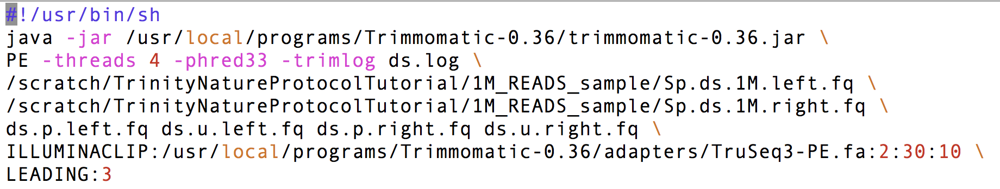 #!/usr/bin/sh
java -jar /usr/local/programs/Trimmomatic-0.36/trimmomatic-0.36.jar \
PE -threads 4 -phred33 -trimlog ds.log \
/scratch/TrinityNatureProtocolTutorial/1M_READS_sample/Sp.ds.1M.left.fq \
/scratch/TrinityNatureProtocolTutorial/1M_READS_sample/Sp.ds.1M.right.fq \
ds.p.left.fq ds.u.left.fq ds.p.right.fq ds.u.right.fq \
ILLUMINACLIP:/usr/local/programs/Trimmomatic-0.36/adapters/TruSeq3-PE.fa:2:30:10 \
LEADING:3